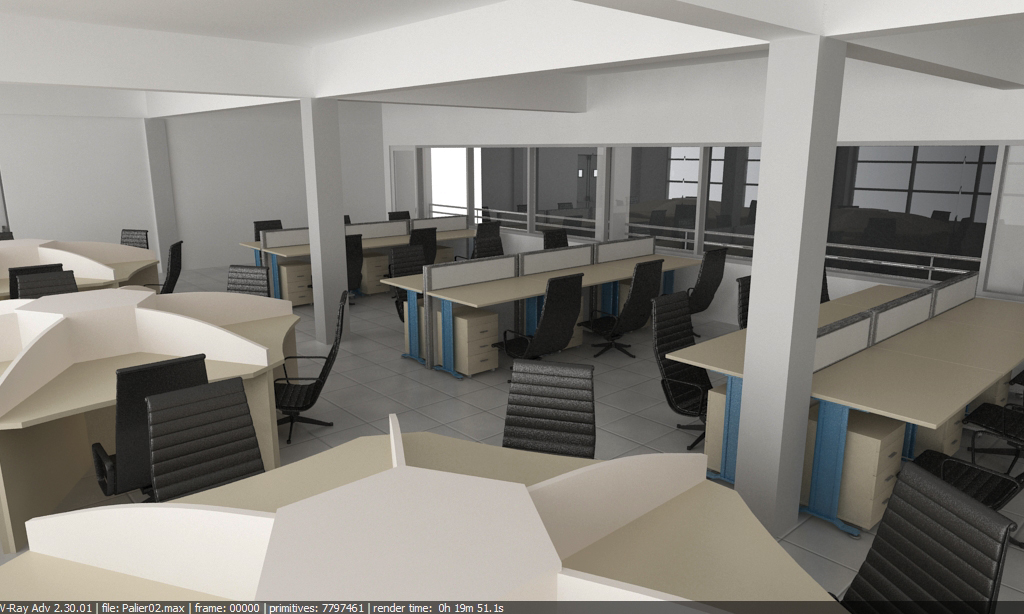 V-Ray Adv 2.30.01 | file: Palier02.max | frame: 00000 | primitives: 7797461 | render time:  0h 19m 51.1s